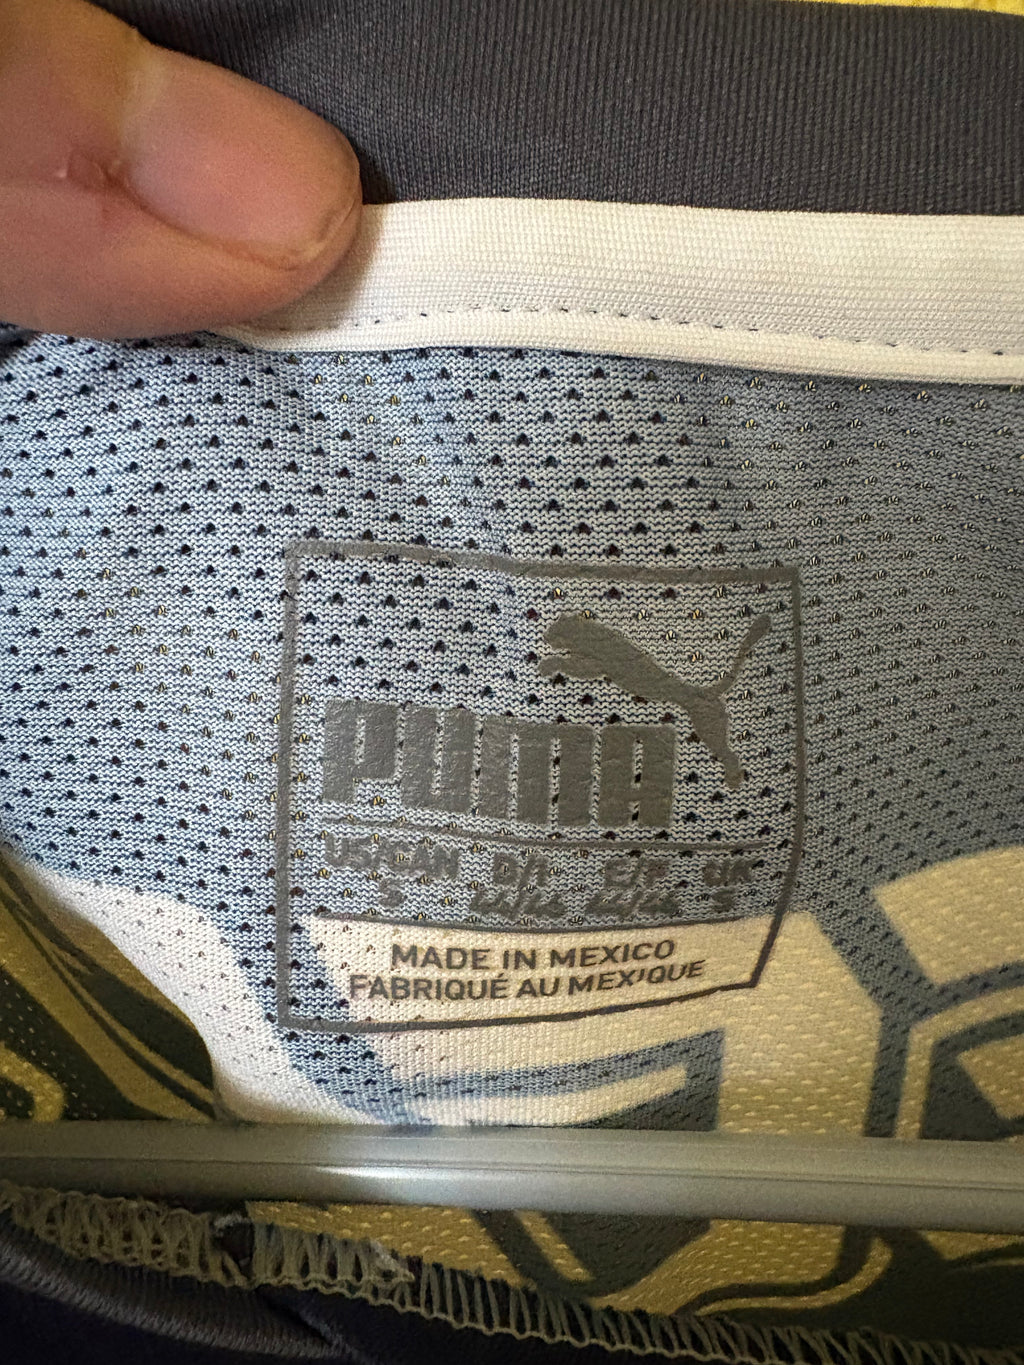 PUMA
US/CAN D/I E/F UK
S 44/46 44/46 S
MADE IN MEXICO
FABRIQUÉ AU MEXIQUE